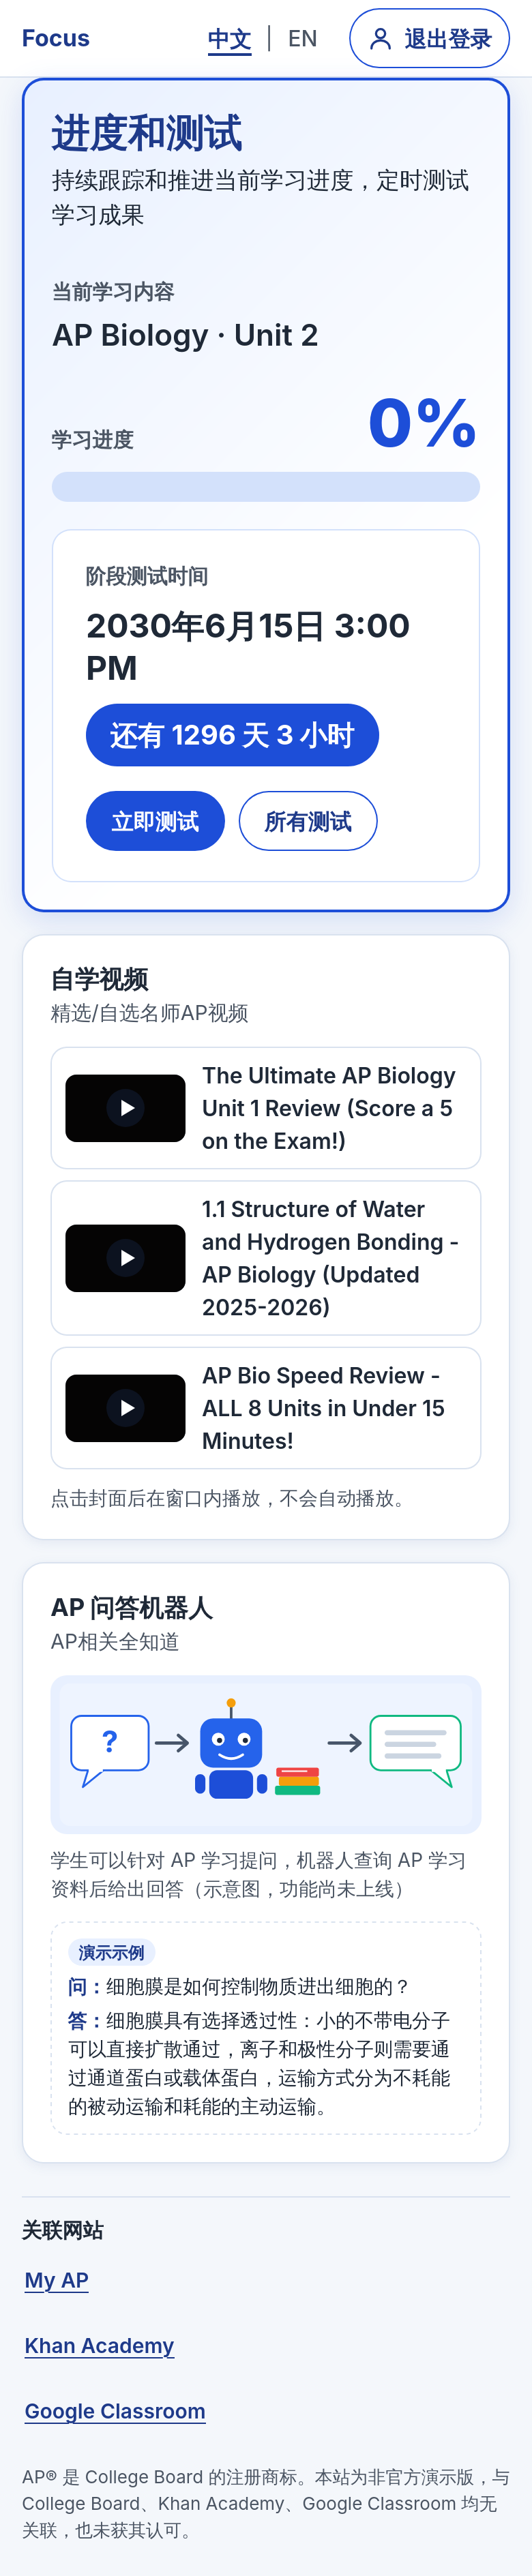 Focus
中文 | EN
退出登录
进度和测试
持续跟踪和推进当前学习进度，定时测试
学习成果
当前学习内容
AP Biology · Unit 2
学习进度
0%
阶段测试时间
2030年6月15日 3:00
PM
还有 1296 天 3 小时
立即测试
所有测试
自学视频
精选/自选名师AP视频
The Ultimate AP Biology
Unit 1 Review (Score a 5
on the Exam!)
1.1 Structure of Water
and Hydrogen Bonding -
AP Biology (Updated
2025-2026)
AP Bio Speed Review -
ALL 8 Units in Under 15
Minutes!
点击封面后在窗口内播放，不会自动播放。
AP 问答机器人
AP相关全知道
?
学生可以针对 AP 学习提问，机器人查询 AP 学习
资料后给出回答（示意图，功能尚未上线）
演示示例
问：细胞膜是如何控制物质进出细胞的？
答：细胞膜具有选择透过性：小的不带电分子
可以直接扩散通过，离子和极性分子则需要通
过通道蛋白或载体蛋白，运输方式分为不耗能
的被动运输和耗能的主动运输。
关联网站
My AP
Khan Academy
Google Classroom
AP® 是 College Board 的注册商标。本站为非官方演示版，与
College Board、Khan Academy、Google Classroom 均无
关联，也未获其认可。